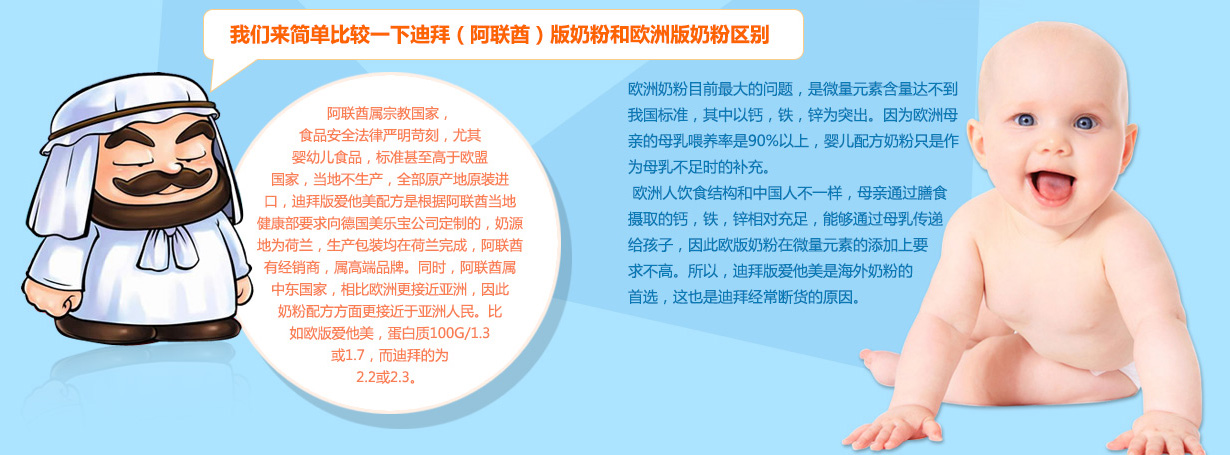 我们来简单比较一下迪拜（阿联酋）版奶粉和欧洲版奶粉区别
阿联酋属宗教国家，
食品安全法律严明苛刻，尤其
婴幼儿食品，标准甚至高于欧盟
国家，当地不生产，全部原产地原装进
口，迪拜版爱他美配方是根据阿联酋当地
健康部要求向德国美乐宝公司定制的，奶源
地为荷兰，生产包装均在荷兰完成，阿联酋
有经销商，属高端品牌。同时，阿联酋属
中东国家，相比欧洲更接近亚洲，因此
奶粉配方方面更接近于亚洲人民。比
如欧版爱他美，蛋白质100G/1.3
或1.7，而迪拜的为
2.2或2.3。
欧洲奶粉目前最大的问题，是微量元素含量达不到
我国标准，其中以钙，铁，锌为突出。因为欧洲母
亲的母乳喂养率是90%以上，婴儿配方奶粉只是作
为母乳不足时的补充。
欧洲人饮食结构和中国人不一样，母亲通过膳食
摄取的钙，铁，锌相对充足，能够通过母乳传递
给孩子，因此欧版奶粉在微量元素的添加上要
求不高。所以，迪拜版爱他美是海外奶粉的
首选，这也是迪拜经常断货的原因。